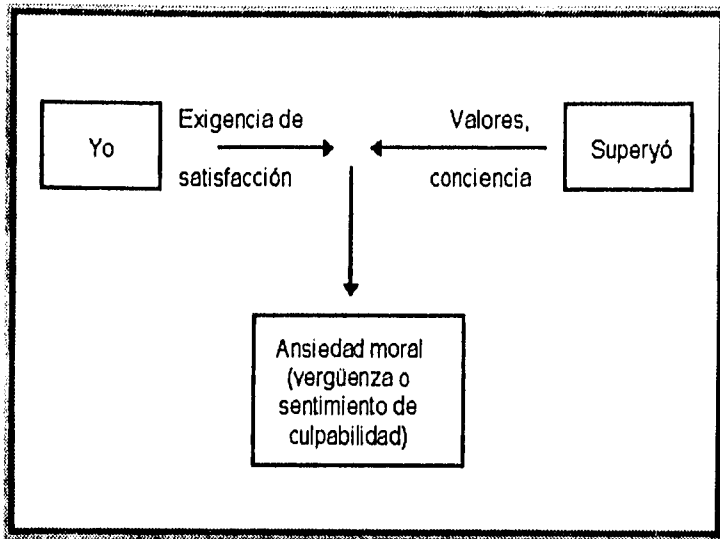 Yo
Exigencia de
satisfacción
Valores,
conciencia
Superyó
Ansiedad moral
(vergüenza o
sentimiento de
culpabilidad)